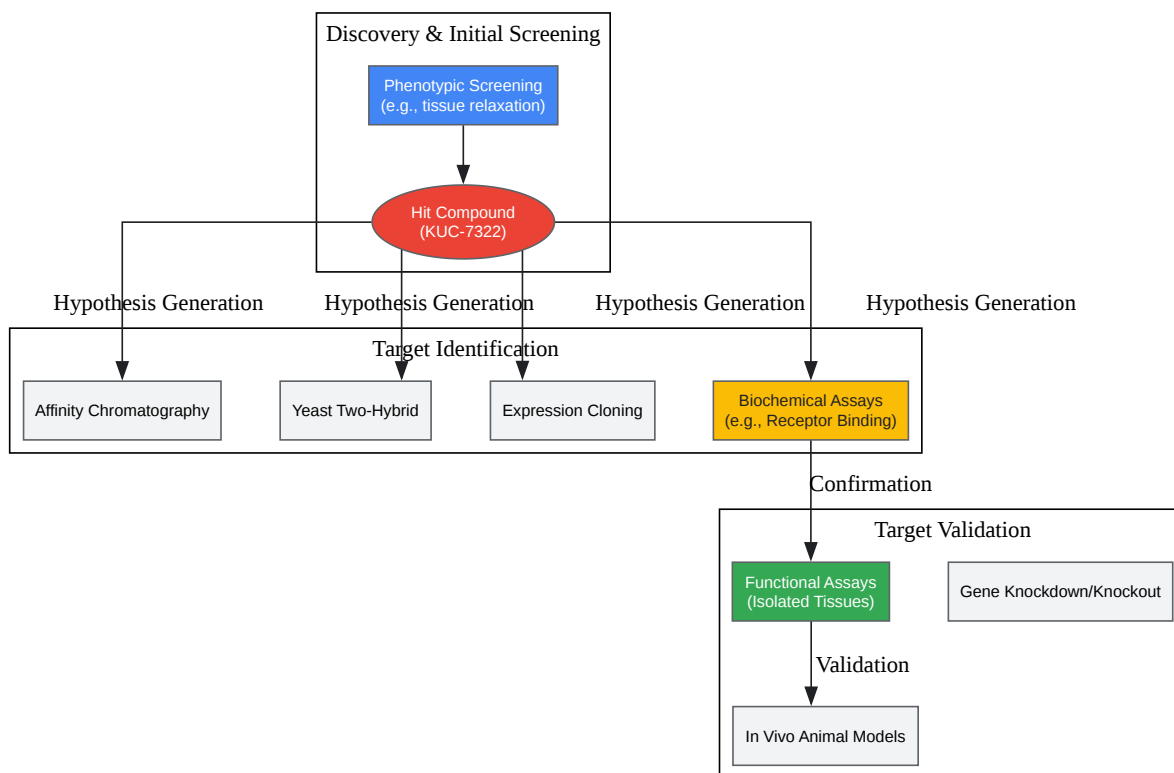 Discovery & Initial Screening
Phenotypic Screening
(e.g., tissue relaxation)
Hit Compound
(KUC-7322)
Hypothesis Generation
Hypothesis Generation
Hypothesis Generation
Hypothesis Generation
Target Identification
Affinity Chromatography
Yeast Two-Hybrid
Expression Cloning
Biochemical Assays
(e.g., Receptor Binding)
Confirmation
Target Validation
Functional Assays
(Isolated Tissues)
Gene Knockdown/Knockout
Validation
In Vivo Animal Models